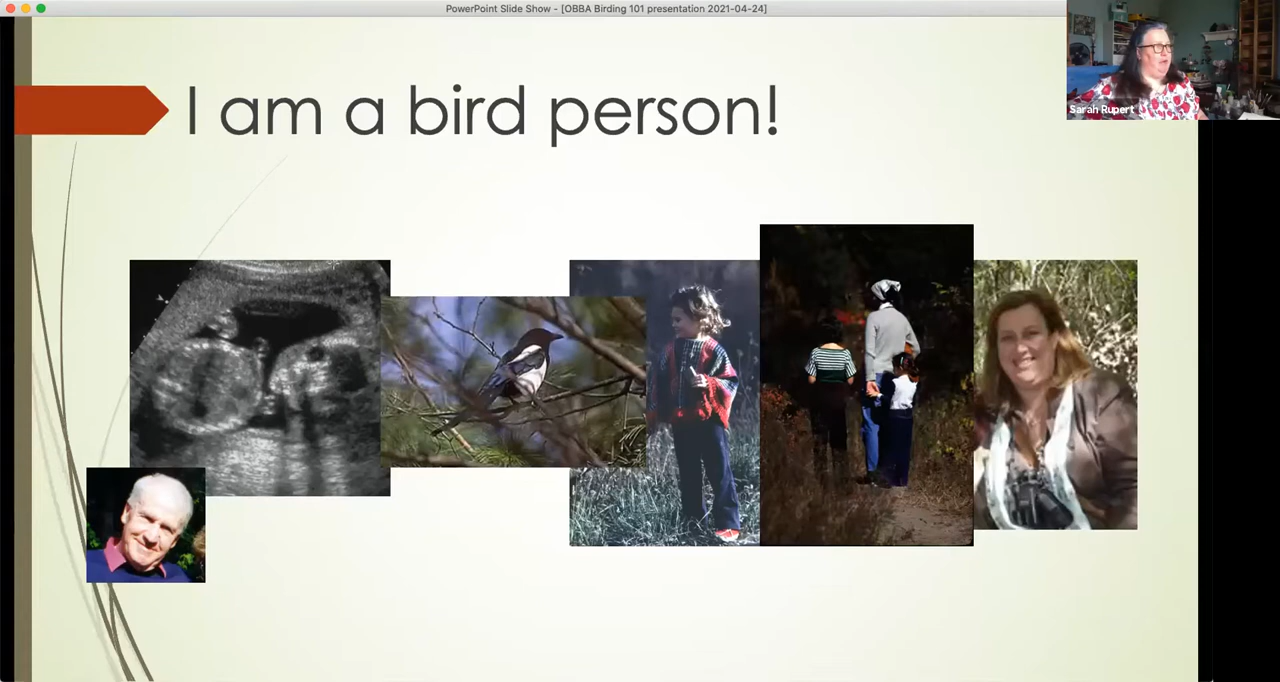 PowerPoint Slide Show - [OBBA Birding 101 presentation 2021-04-24]
I am a bird person!
Sarah Rupert